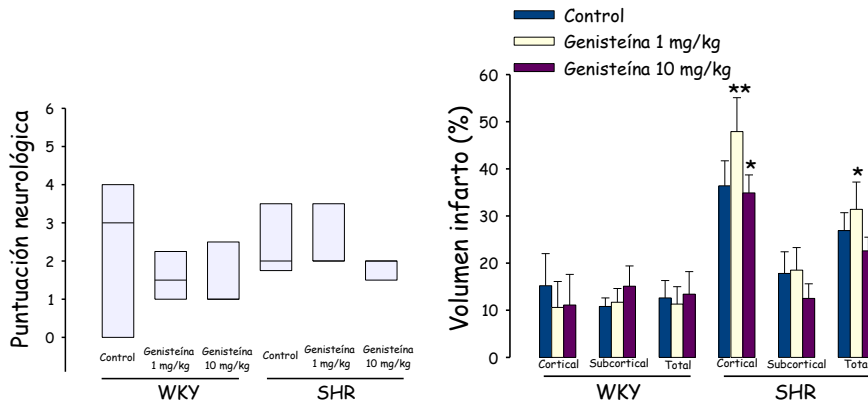 Puntuación neurológica
6
5
4
3
2
1
0
Control
Genisteína
1 mg/kg
Genisteína
10 mg/kg
Control
Genisteína
1 mg/kg
Genisteína
10 mg/kg
WKY
SHR
Control
Genisteína 1 mg/kg
Genisteína 10 mg/kg
Volumen infarto (%)
60
50
40
30
20
10
0
**
*
*
Cortical
Subcortical
Total
Cortical
Subcortical
Total
WKY
SHR